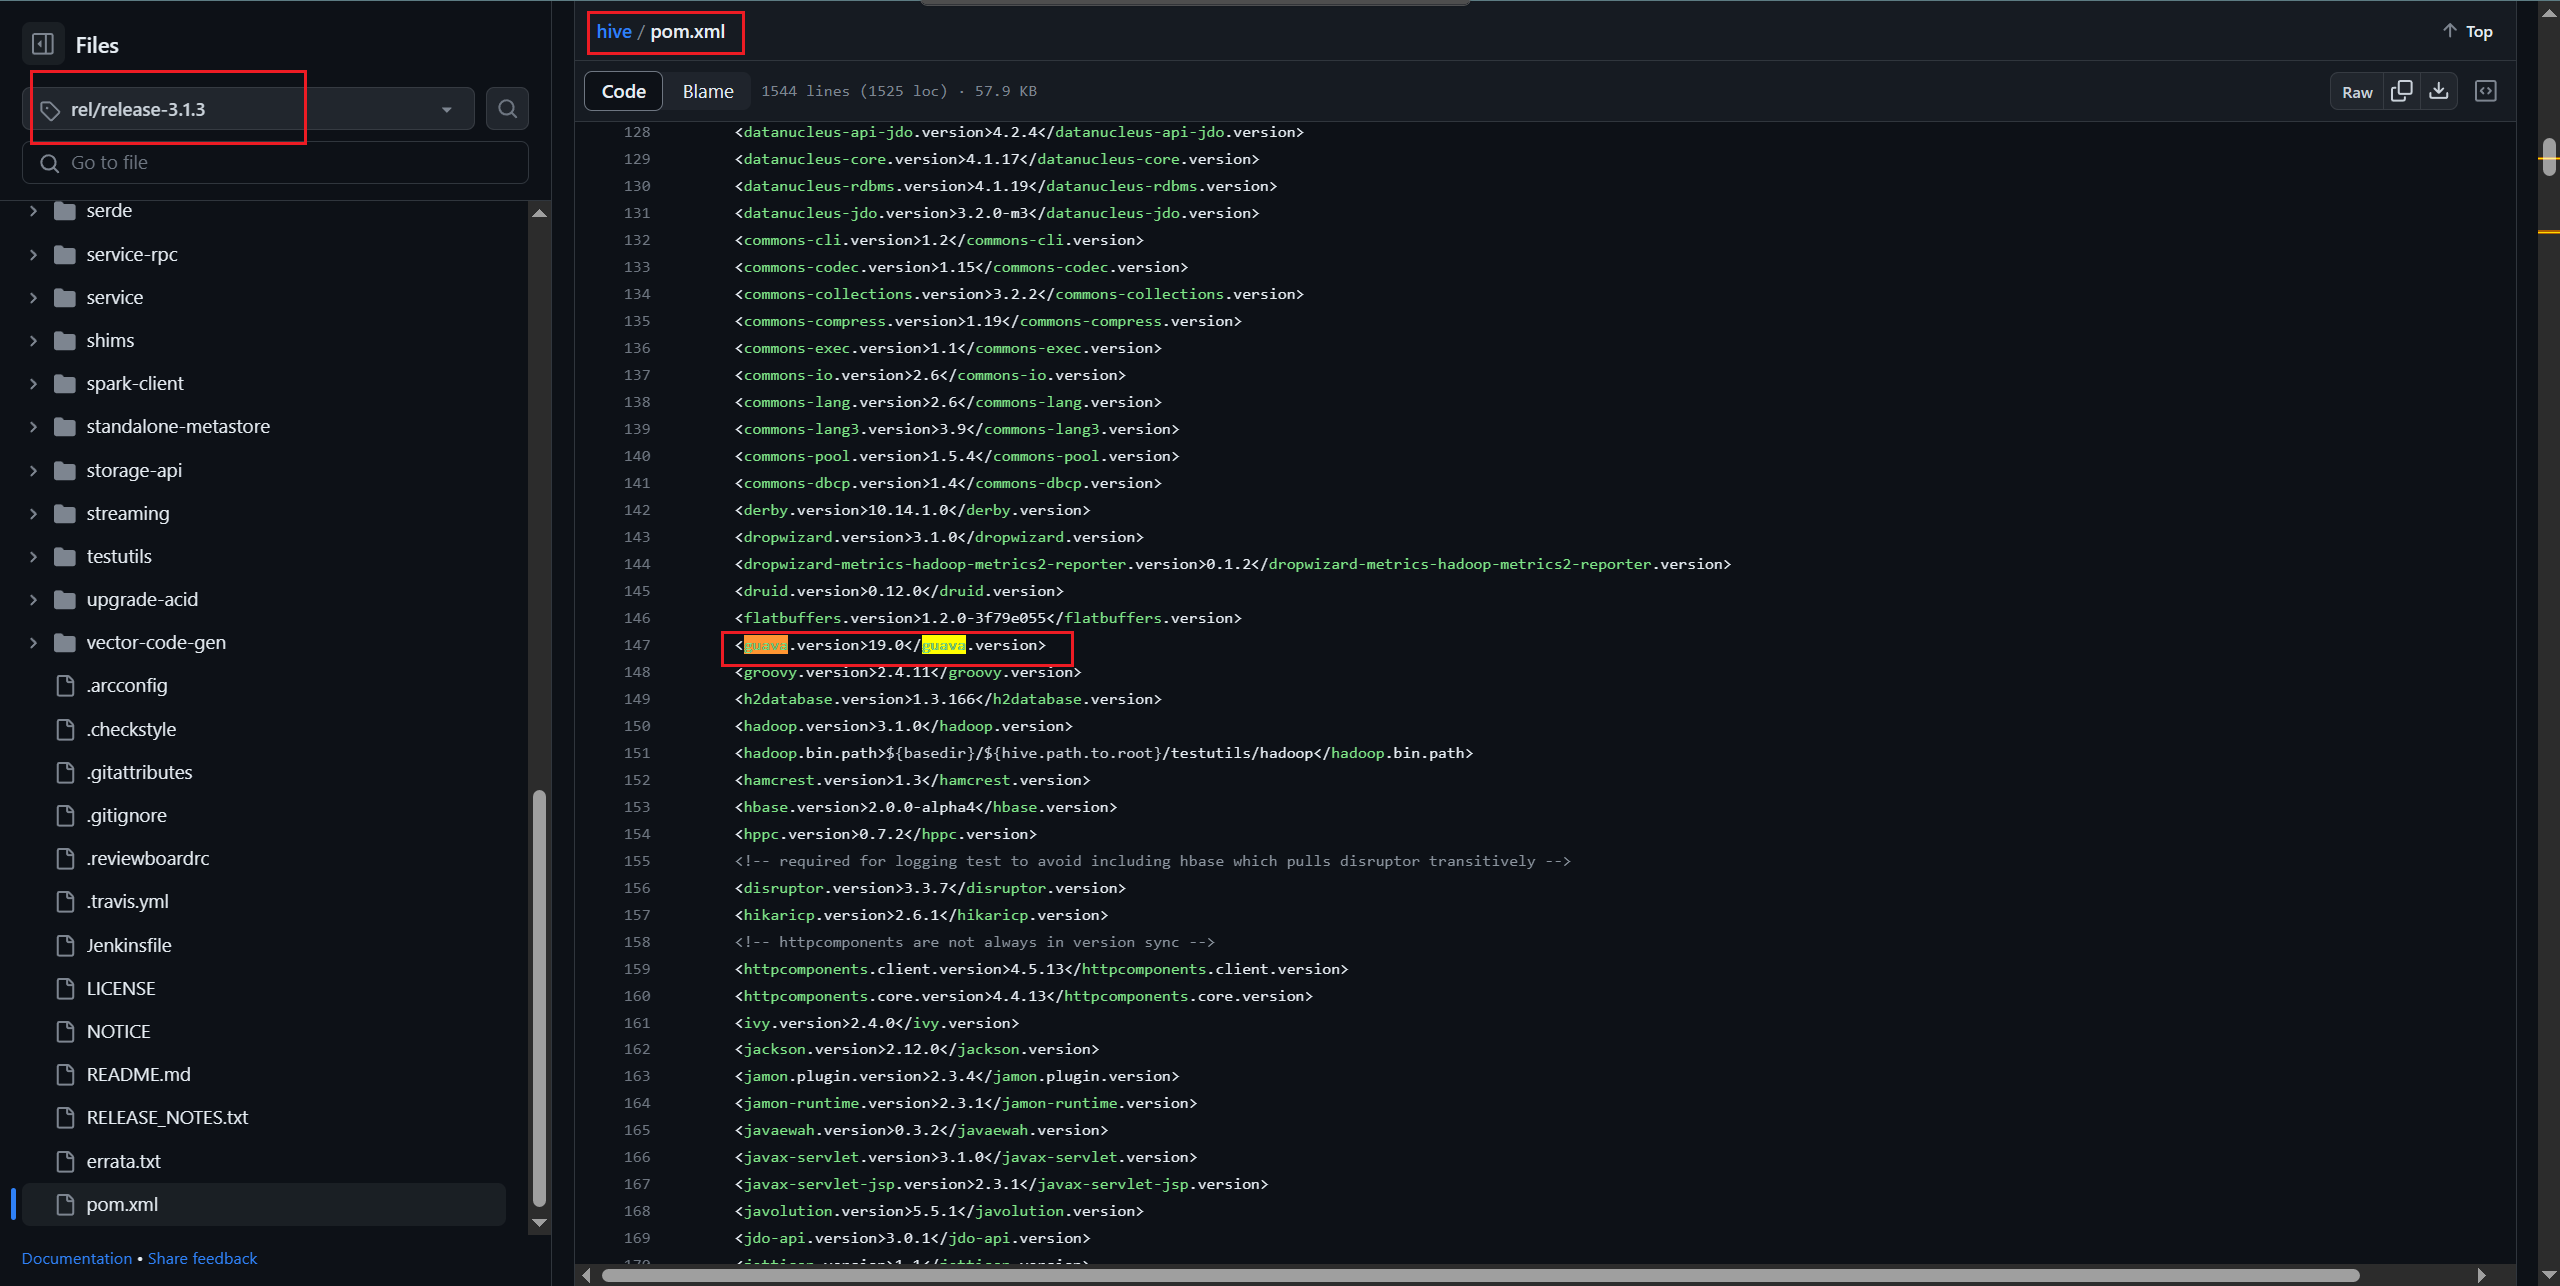 Files
rel/release-3.1.3
Go to file
serde
service-rpc
service
shims
spark-client
standalone-metastore
storage-api
streaming
testutils
upgrade-acid
vector-code-gen
.arcconfig
.checkstyle
.gitattributes
.gitignore
.reviewboardrc
.travis.yml
Jenkinsfile
LICENSE
NOTICE
README.md
RELEASE_NOTES.txt
errata.txt
pom.xml
Documentation • Share feedback
hive / pom.xml
Top
Code Blame 1544 lines (1525 loc) · 57.9 KB
Raw
128 <datanucleus-api-jdo.version>4.2.4</datanucleus-api-jdo.version>
129 <datanucleus-core.version>4.1.17</datanucleus-core.version>
130 <datanucleus-rdbms.version>4.1.19</datanucleus-rdbms.version>
131 <datanucleus-jdo.version>3.2.0-m3</datanucleus-jdo.version>
132 <commons-cli.version>1.2</commons-cli.version>
133 <commons-codec.version>1.15</commons-codec.version>
134 <commons-collections.version>3.2.2</commons-collections.version>
135 <commons-compress.version>1.19</commons-compress.version>
136 <commons-exec.version>1.1</commons-exec.version>
137 <commons-io.version>2.6</commons-io.version>
138 <commons-lang.version>2.6</commons-lang.version>
139 <commons-lang3.version>3.9</commons-lang3.version>
140 <commons-pool.version>1.5.4</commons-pool.version>
141 <commons-dbcp.version>1.4</commons-dbcp.version>
142 <derby.version>10.14.1.0</derby.version>
143 <dropwizard.version>3.1.0</dropwizard.version>
144 <dropwizard-metrics-hadoop-metrics2-reporter.version>0.1.2</dropwizard-metrics-hadoop-metrics2-reporter.version>
145 <druid.version>0.12.0</druid.version>
146 <flatbuffers.version>1.2.0-3f79e055</flatbuffers.version>
147 <guava.version>19.0</guava.version>
148 <groovy.version>2.4.11</groovy.version>
149 <h2database.version>1.3.166</h2database.version>
150 <hadoop.version>3.1.0</hadoop.version>
151 <hadoop.bin.path>${basedir}/${hive.path.to.root}/testutils/hadoop</hadoop.bin.path>
152 <hamcrest.version>1.3</hamcrest.version>
153 <hbase.version>2.0.0-alpha4</hbase.version>
154 <hppc.version>0.7.2</hppc.version>
155 <!-- required for logging test to avoid including hbase which pulls disruptor transitively -->
156 <disruptor.version>3.3.7</disruptor.version>
157 <hikaricp.version>2.6.1</hikaricp.version>
158 <!-- httpcomponents are not always in version sync -->
159 <httpcomponents.client.version>4.5.13</httpcomponents.client.version>
160 <httpcomponents.core.version>4.4.13</httpcomponents.core.version>
161 <ivy.version>2.4.0</ivy.version>
162 <jackson.version>2.12.0</jackson.version>
163 <jamon.plugin.version>2.3.4</jamon.plugin.version>
164 <jamon-runtime.version>2.3.1</jamon-runtime.version>
165 <javaewah.version>0.3.2</javaewah.version>
166 <javax-servlet.version>3.1.0</javax-servlet.version>
167 <javax-servlet-jsp.version>2.3.1</javax-servlet-jsp.version>
168 <javolution.version>5.5.1</javolution.version>
169 <jdo-api.version>3.0.1</jdo-api.version>